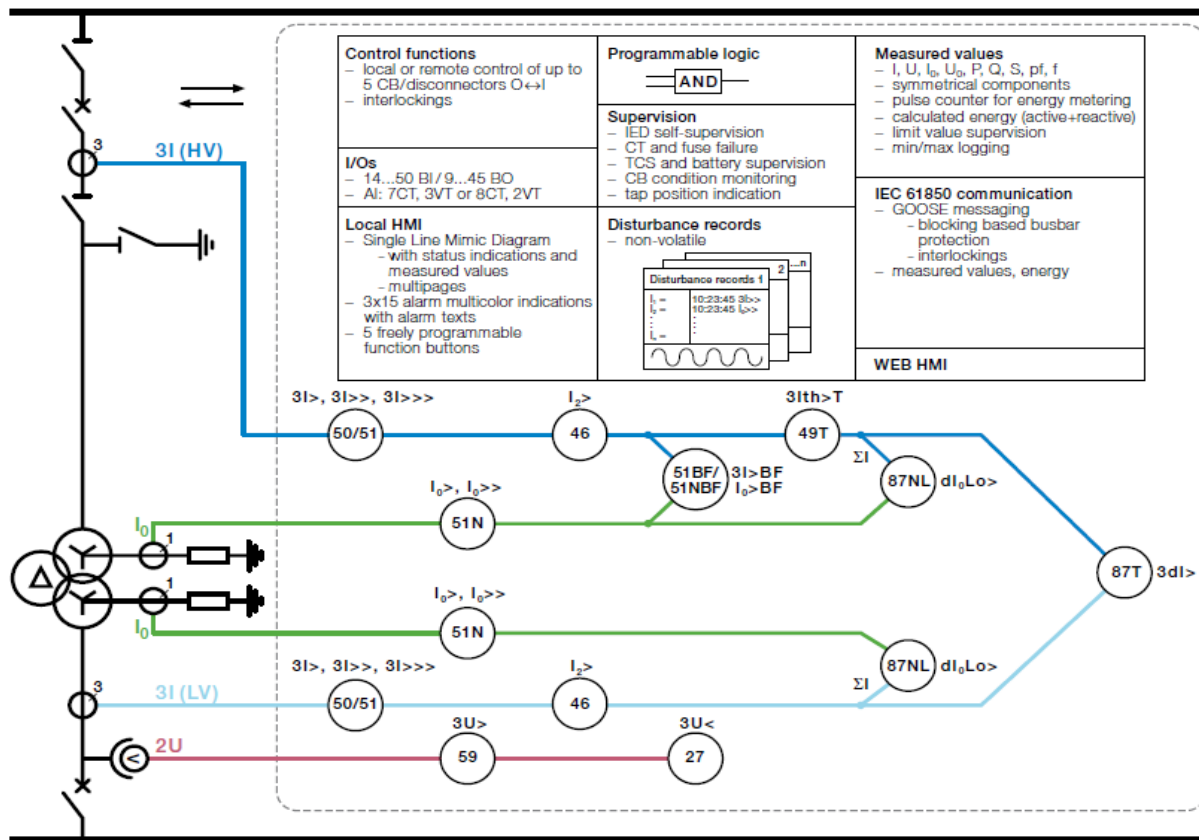 Control functions
– local or remote control of up to
5 CB/disconnectors O↔I
– interlockings
I/Os
– 14...50 BI / 9...45 BO
– AI: 7CT, 3VT or 8CT, 2VT
Local HMI
– Single Line Mimic Diagram
- with status indications and
measured values
- multipages
– 3x15 alarm multicolor indications
with alarm texts
– 5 freely programmable
function buttons
Programmable logic
AND
Supervision
– IED self-supervision
– CT and fuse failure
– TCS and battery supervision
– CB condition monitoring
– tap position indication
Disturbance records
– non-volatile
...n
2
Disturbance records 1
I₁ = 10:23:45 3I>>
I₂ = 10:23:45 I₀>>
: :
Iₙ =
Measured values
– I, U, I₀, U₀, P, Q, S, pf, f
– symmetrical components
– pulse counter for energy metering
– calculated energy (active+reactive)
– limit value supervision
– min/max logging
IEC 61850 communication
– GOOSE messaging
- blocking based busbar
protection
- interlockings
– measured values, energy
WEB HMI
3
3I (HV)
3I>, 3I>>, 3I>>>
50/51
I₂>
46
3Ith>T
49T
51BF/
51NBF
3I>BF
I₀>BF
ΣI
87NL
dI₀Lo>
I₀
1
I₀>, I₀>>
51N
Δ
87T
3dI>
1
I₀
I₀>, I₀>>
51N
87NL
dI₀Lo>
ΣI
3
3I (LV)
3I>, 3I>>, 3I>>>
50/51
I₂>
46
2U
3U>
59
3U<
27